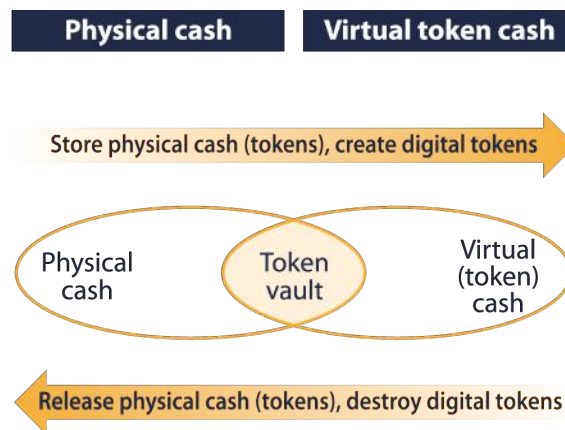 Physical cash
Virtual token cash
Store physical cash (tokens), create digital tokens
Physical
cash
Token
vault
Virtual
(token)
cash
Release physical cash (tokens), destroy digital tokens